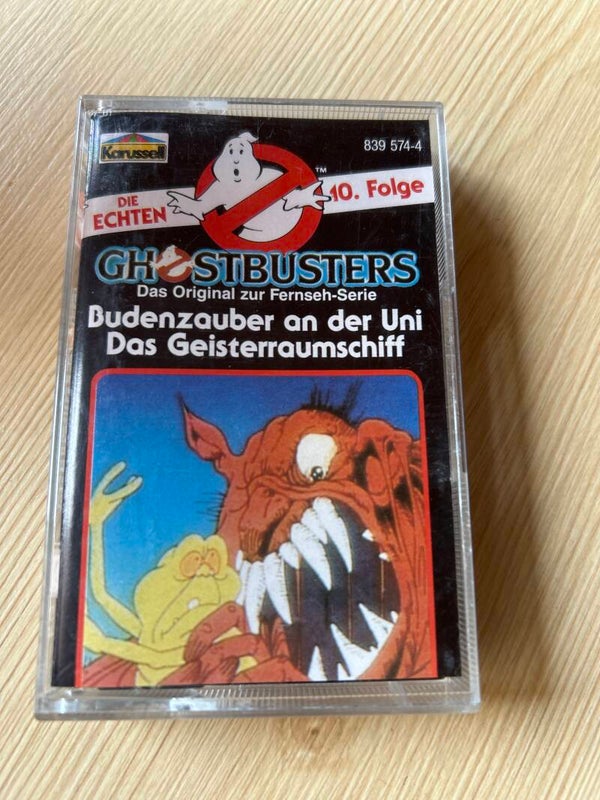 Karussell
839 574-4
TM
DIE ECHTEN
10. Folge
GHOSTBUSTERS
Das Original zur Fernseh-Serie
Budenzauber an der Uni
Das Geisterraumschiff